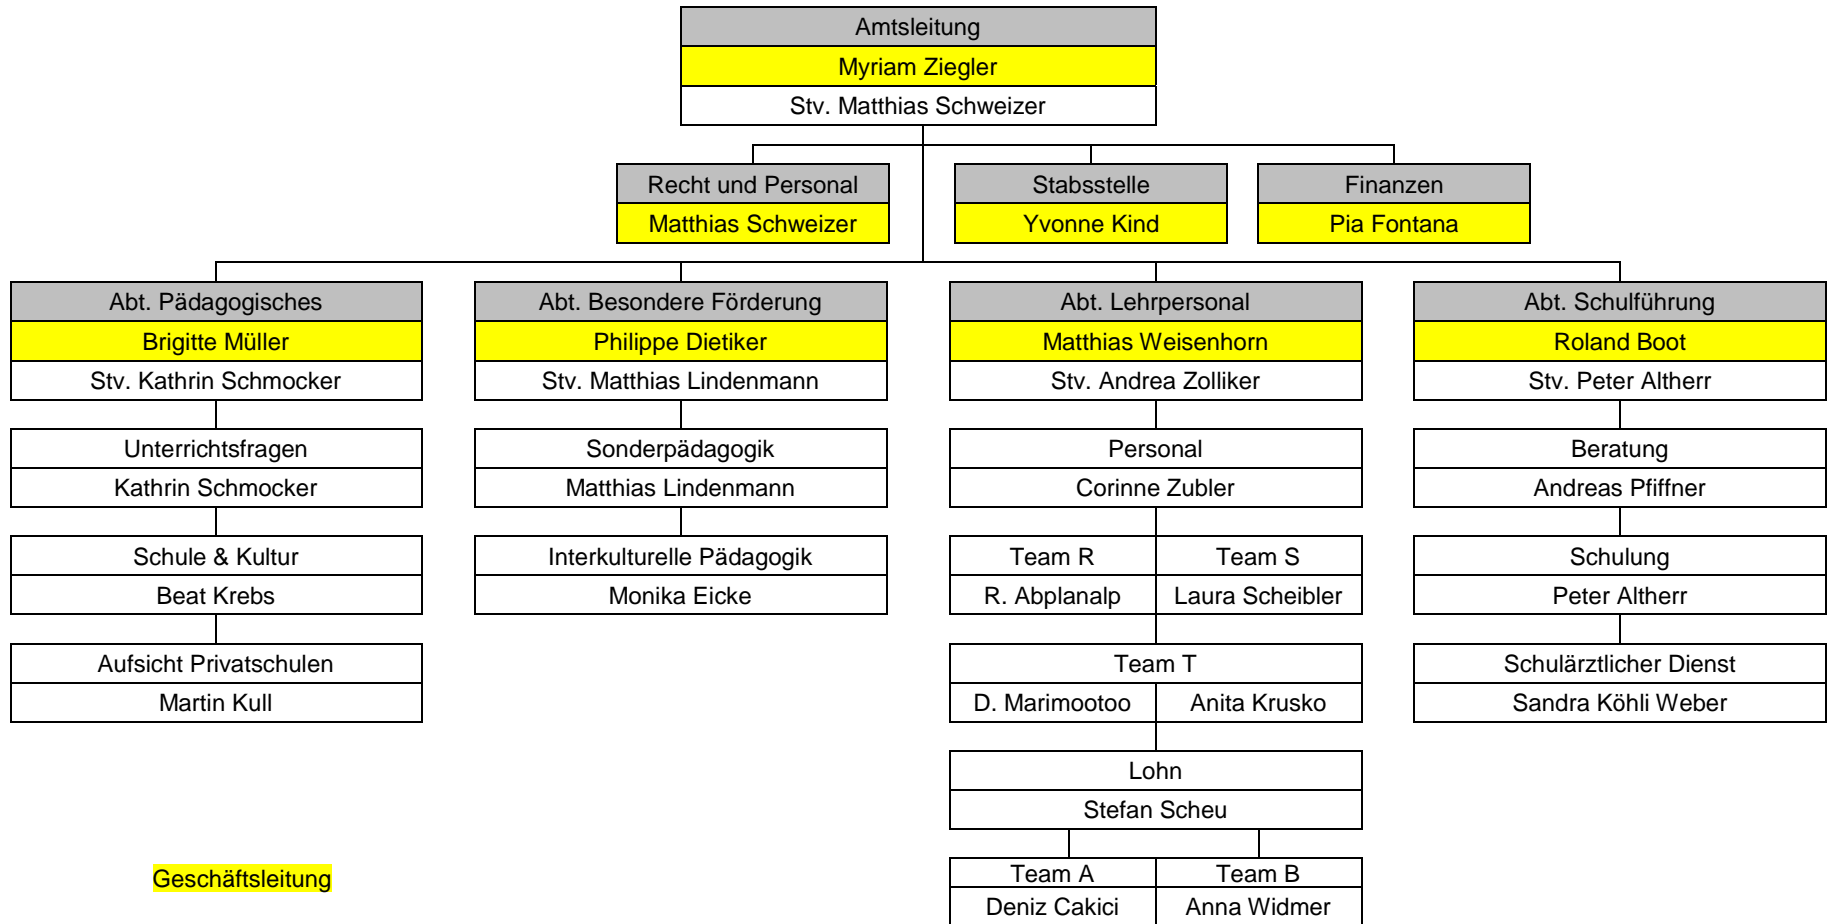 Amtsleitung
Myriam Ziegler
Stv. Matthias Schweizer
Recht und Personal
Matthias Schweizer
Stabsstelle
Yvonne Kind
Finanzen
Pia Fontana
Abt. Pädagogisches
Brigitte Müller
Stv. Kathrin Schmocker
Unterrichtsfragen
Kathrin Schmocker
Schule & Kultur
Beat Krebs
Aufsicht Privatschulen
Martin Kull
Abt. Besondere Förderung
Philippe Dietiker
Stv. Matthias Lindenmann
Sonderpädagogik
Matthias Lindenmann
Interkulturelle Pädagogik
Monika Eicke
Abt. Lehrpersonal
Matthias Weisenhorn
Stv. Andrea Zolliker
Personal
Corinne Zubler
Team R
R. Abplanalp
Team S
Laura Scheibler
Team T
D. Marimootoo
Anita Krusko
Lohn
Stefan Scheu
Team A
Deniz Cakici
Team B
Anna Widmer
Abt. Schulführung
Roland Boot
Stv. Peter Altherr
Beratung
Andreas Pfiffner
Schulung
Peter Altherr
Schulärztlicher Dienst
Sandra Köhli Weber
Geschäftsleitung